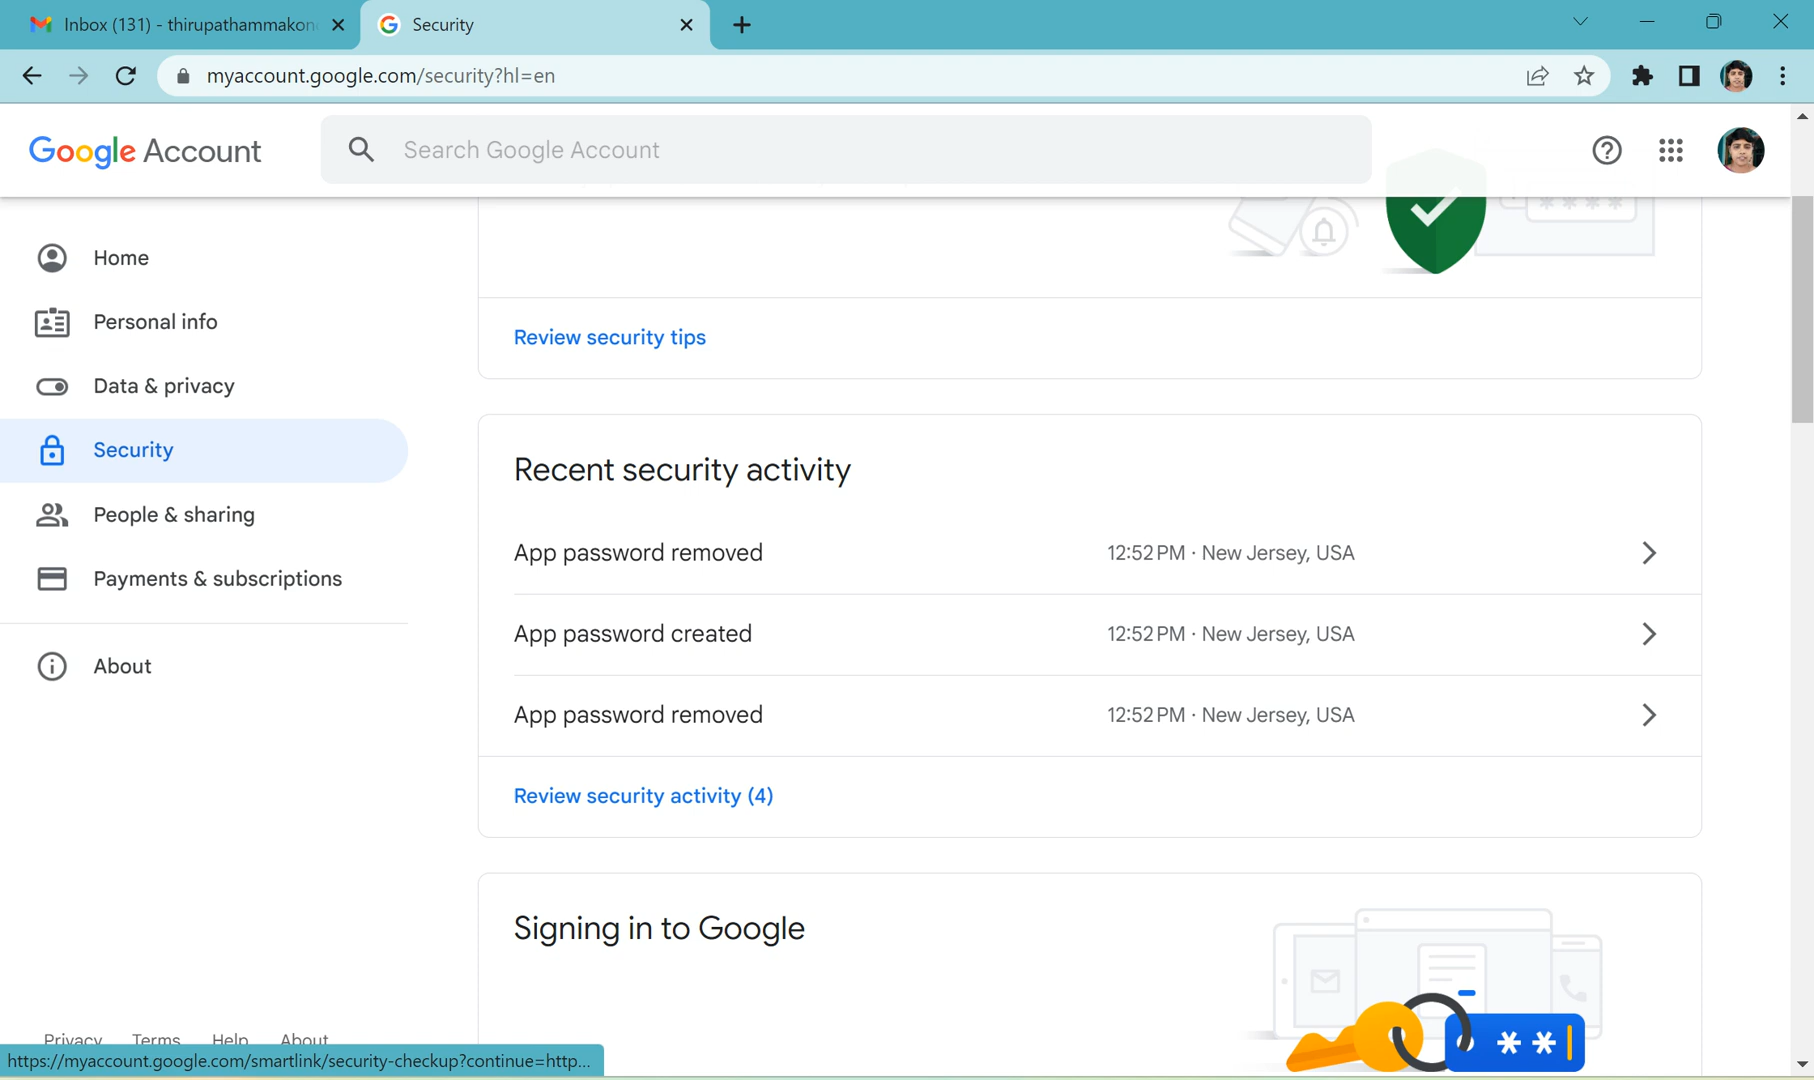 Inbox (131) - thirupathammakon
Security
myaccount.google.com/security?hl=en
Google Account
Search Google Account
Home
Personal info
Data & privacy
Security
People & sharing
Payments & subscriptions
About
Review security tips
Recent security activity
App password removed 12:52 PM · New Jersey, USA
App password created 12:52 PM · New Jersey, USA
App password removed 12:52 PM · New Jersey, USA
Review security activity (4)
Signing in to Google
* *
Privacy Terms Help About
https://myaccount.google.com/smartlink/security-checkup?continue=http...